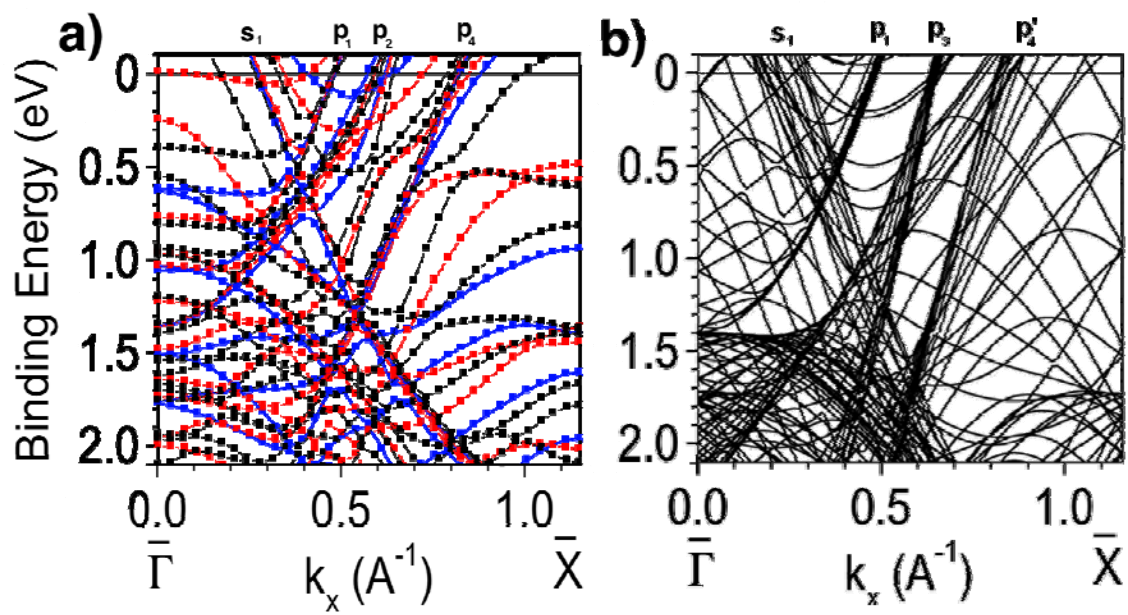 a) s₁ p₁ p₂ p₄
0
0.5
1.0
1.5
2.0
Binding Energy (eV)
0.0 0.5 1.0
Γ̅ kₓ (A⁻¹) X̅
b) s₁ p₁ p₃ p₄'
0
0.5
1.0
1.5
2.0
0.0 0.5 1.0
Γ̅ kₓ (A⁻¹) X̅